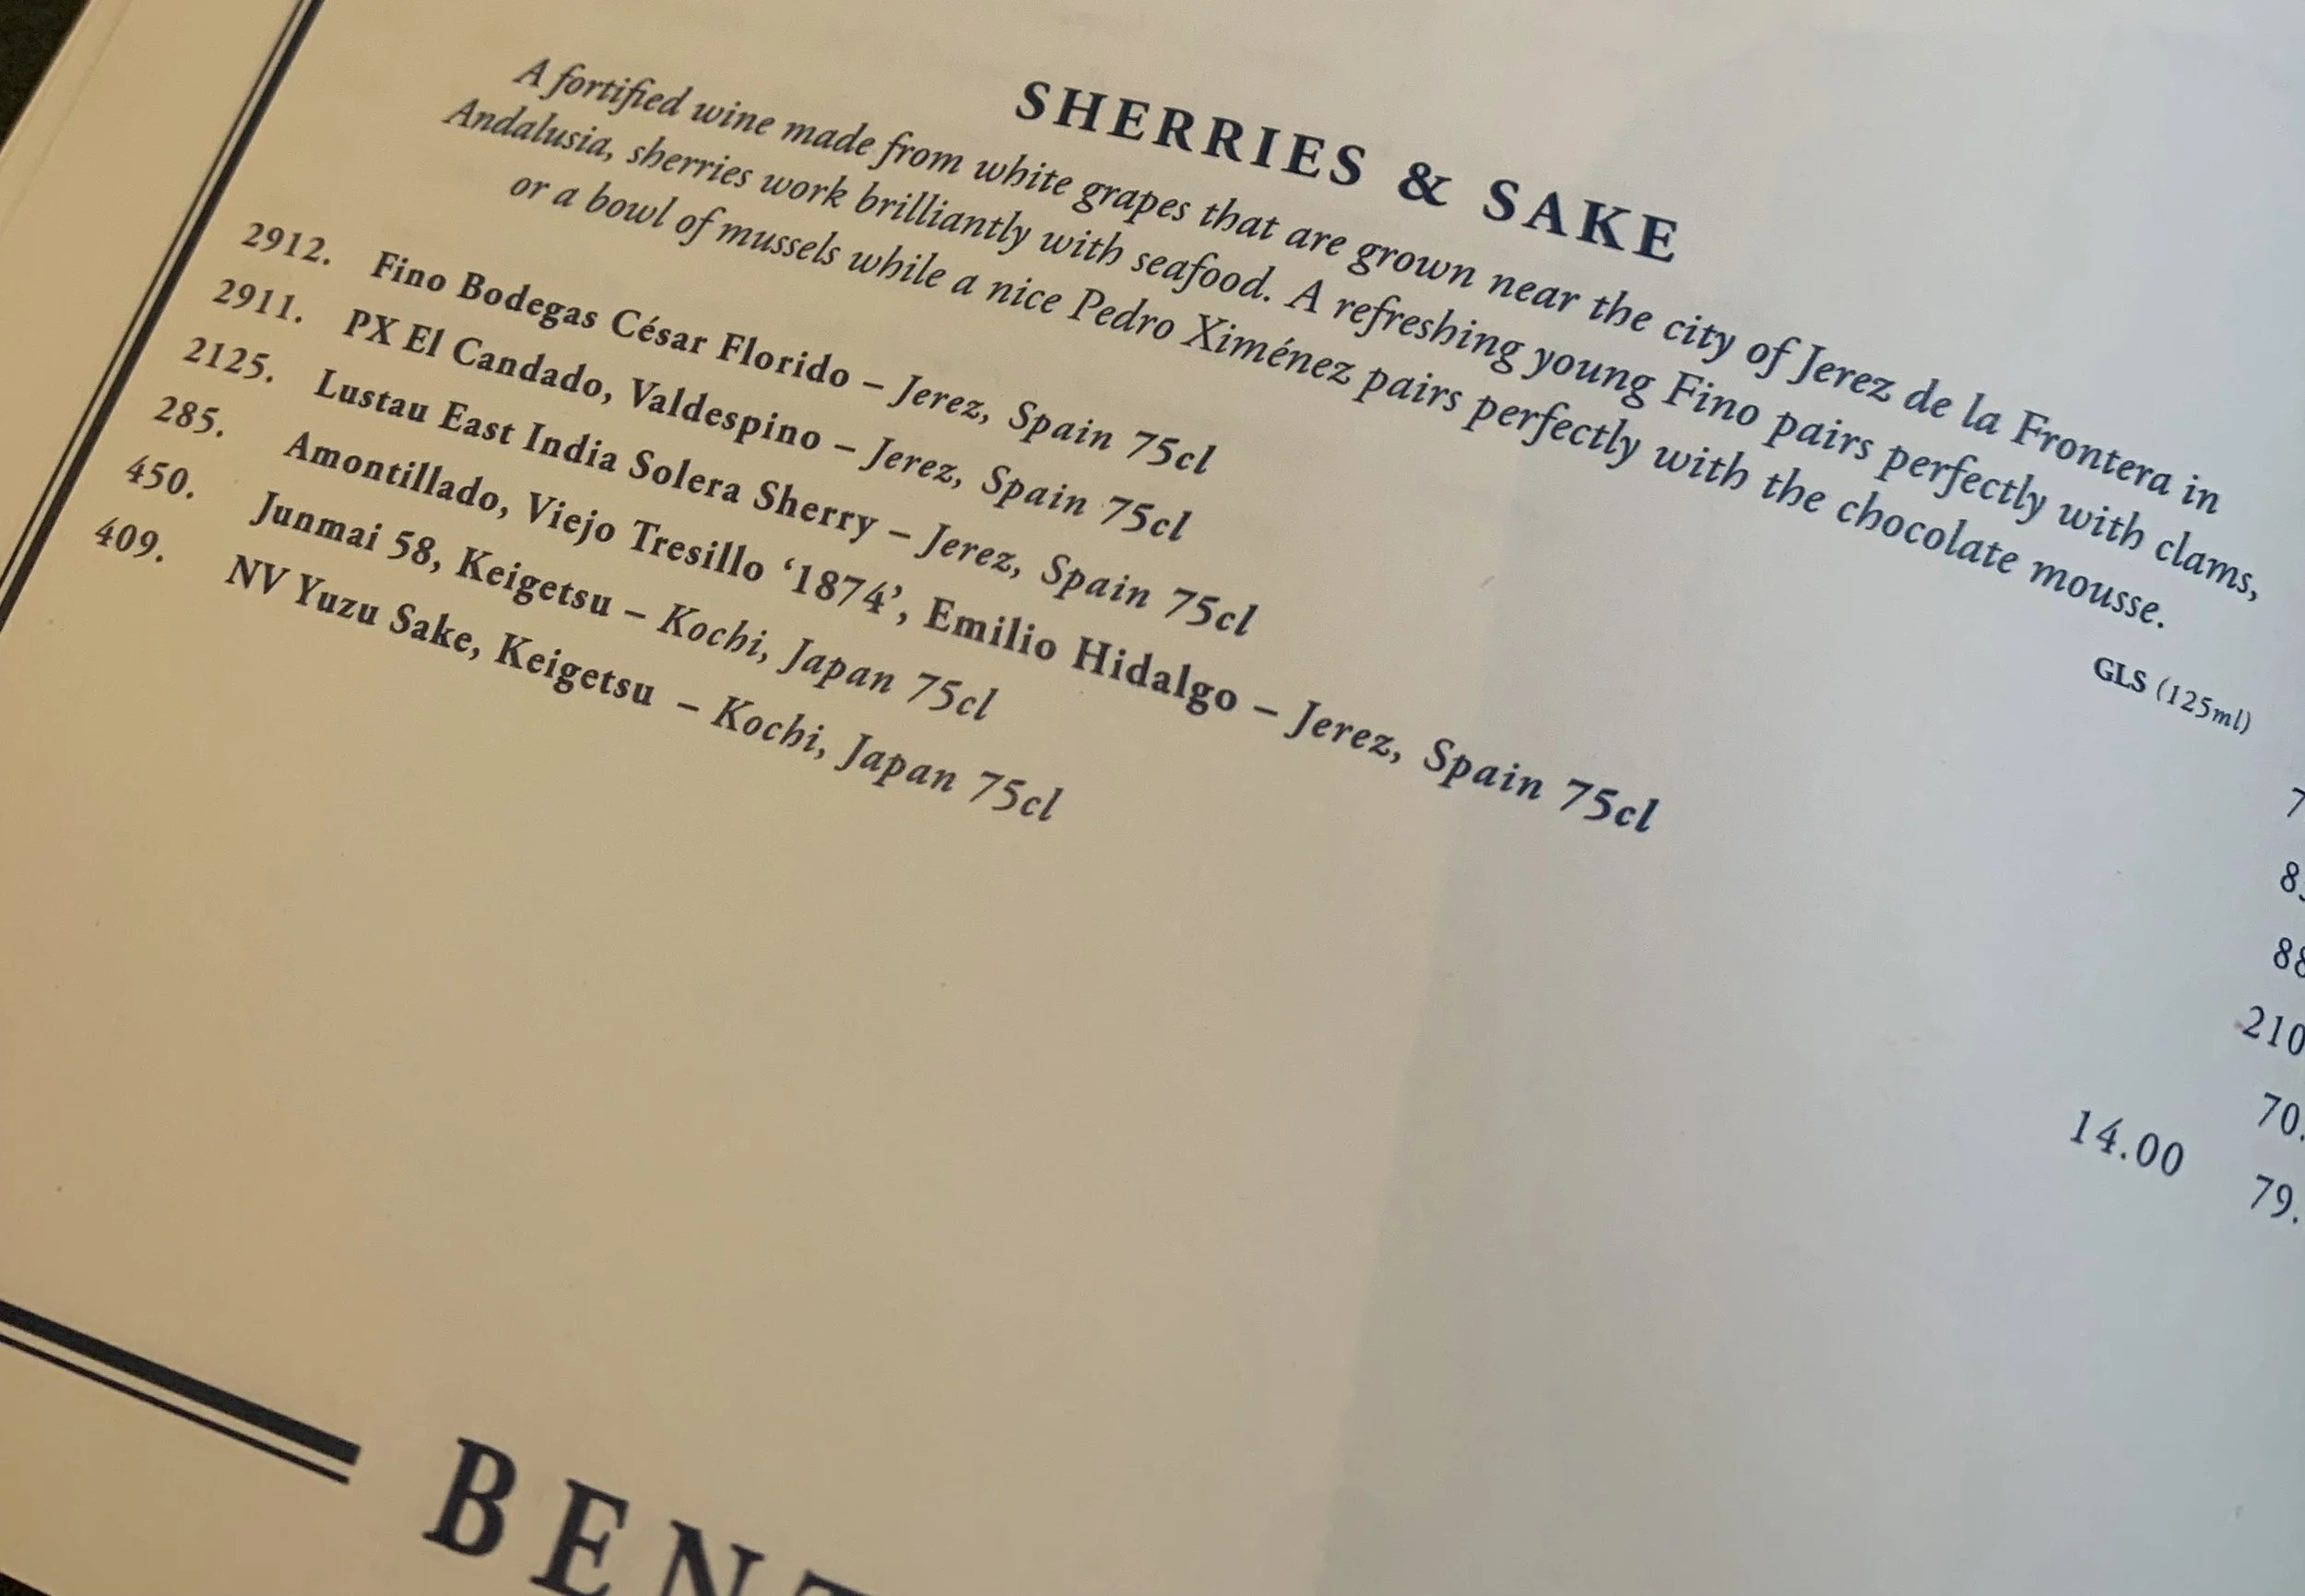 SHERRIES & SAKE
A fortified wine made from white grapes that are grown near the city of Jerez de la Frontera in
Andalusia, sherries work brilliantly with seafood. A refreshing young Fino pairs perfectly with clams,
or a bowl of mussels while a nice Pedro Ximénez pairs perfectly with the chocolate mousse.
GLS (125ml)
2912. Fino Bodegas César Florido – Jerez, Spain 75cl
2911. PX El Candado, Valdespino – Jerez, Spain 75cl
2125. Lustau East India Solera Sherry – Jerez, Spain 75cl 88
285. Amontillado, Viejo Tresillo ‘1874’, Emilio Hidalgo – Jerez, Spain 75cl 210
450. Junmai 58, Keigetsu – Kochi, Japan 75cl 70.
409. NV Yuzu Sake, Keigetsu – Kochi, Japan 75cl 14.00 79.
BENT